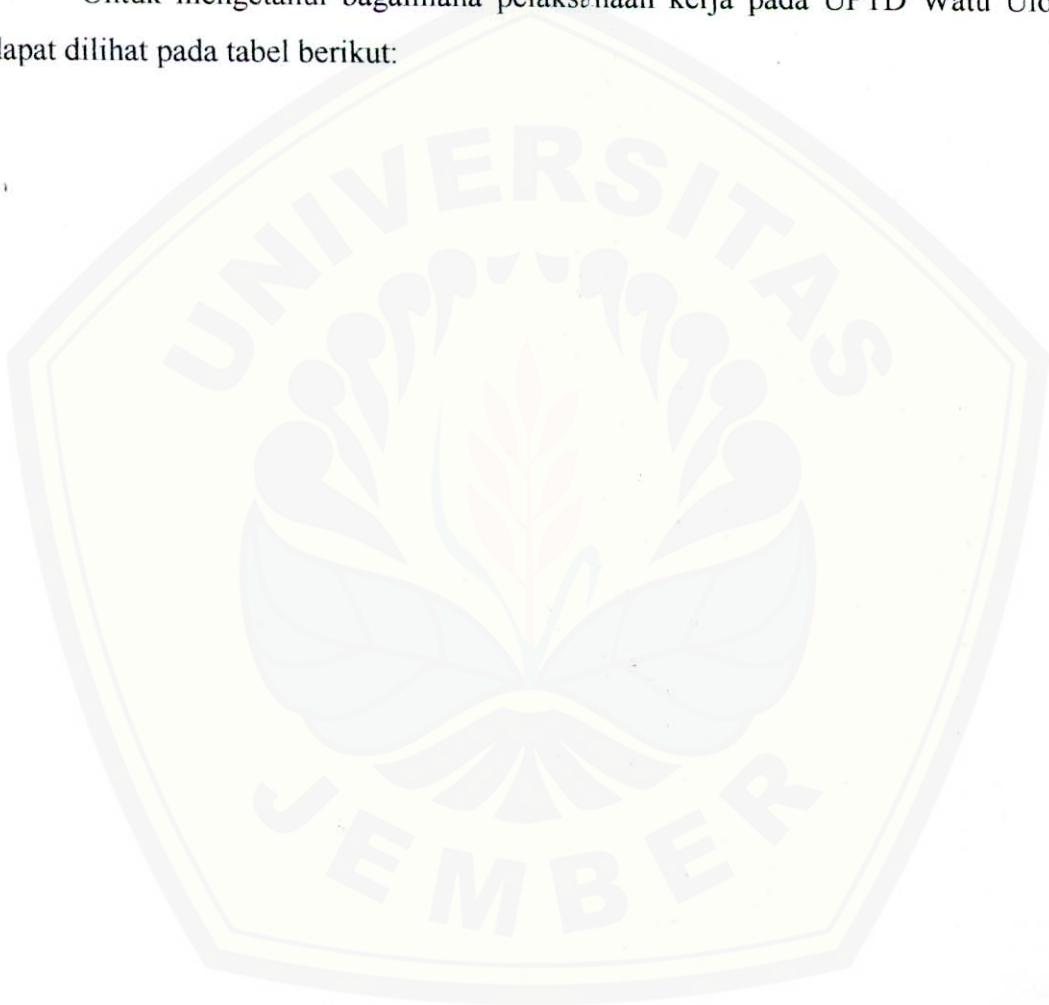 Untuk mengetahui bagaimana pelaksanaan kerja pada UPTD Watu Ulo
dapat dilihat pada tabel berikut:
UNIVERSITAS
JEMBER